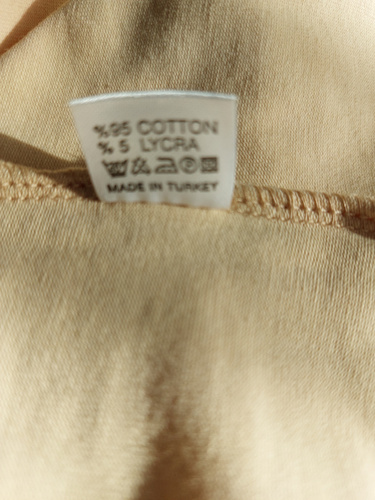 %95 COTTON
% 5 LYCRA
MADE IN TURKEY